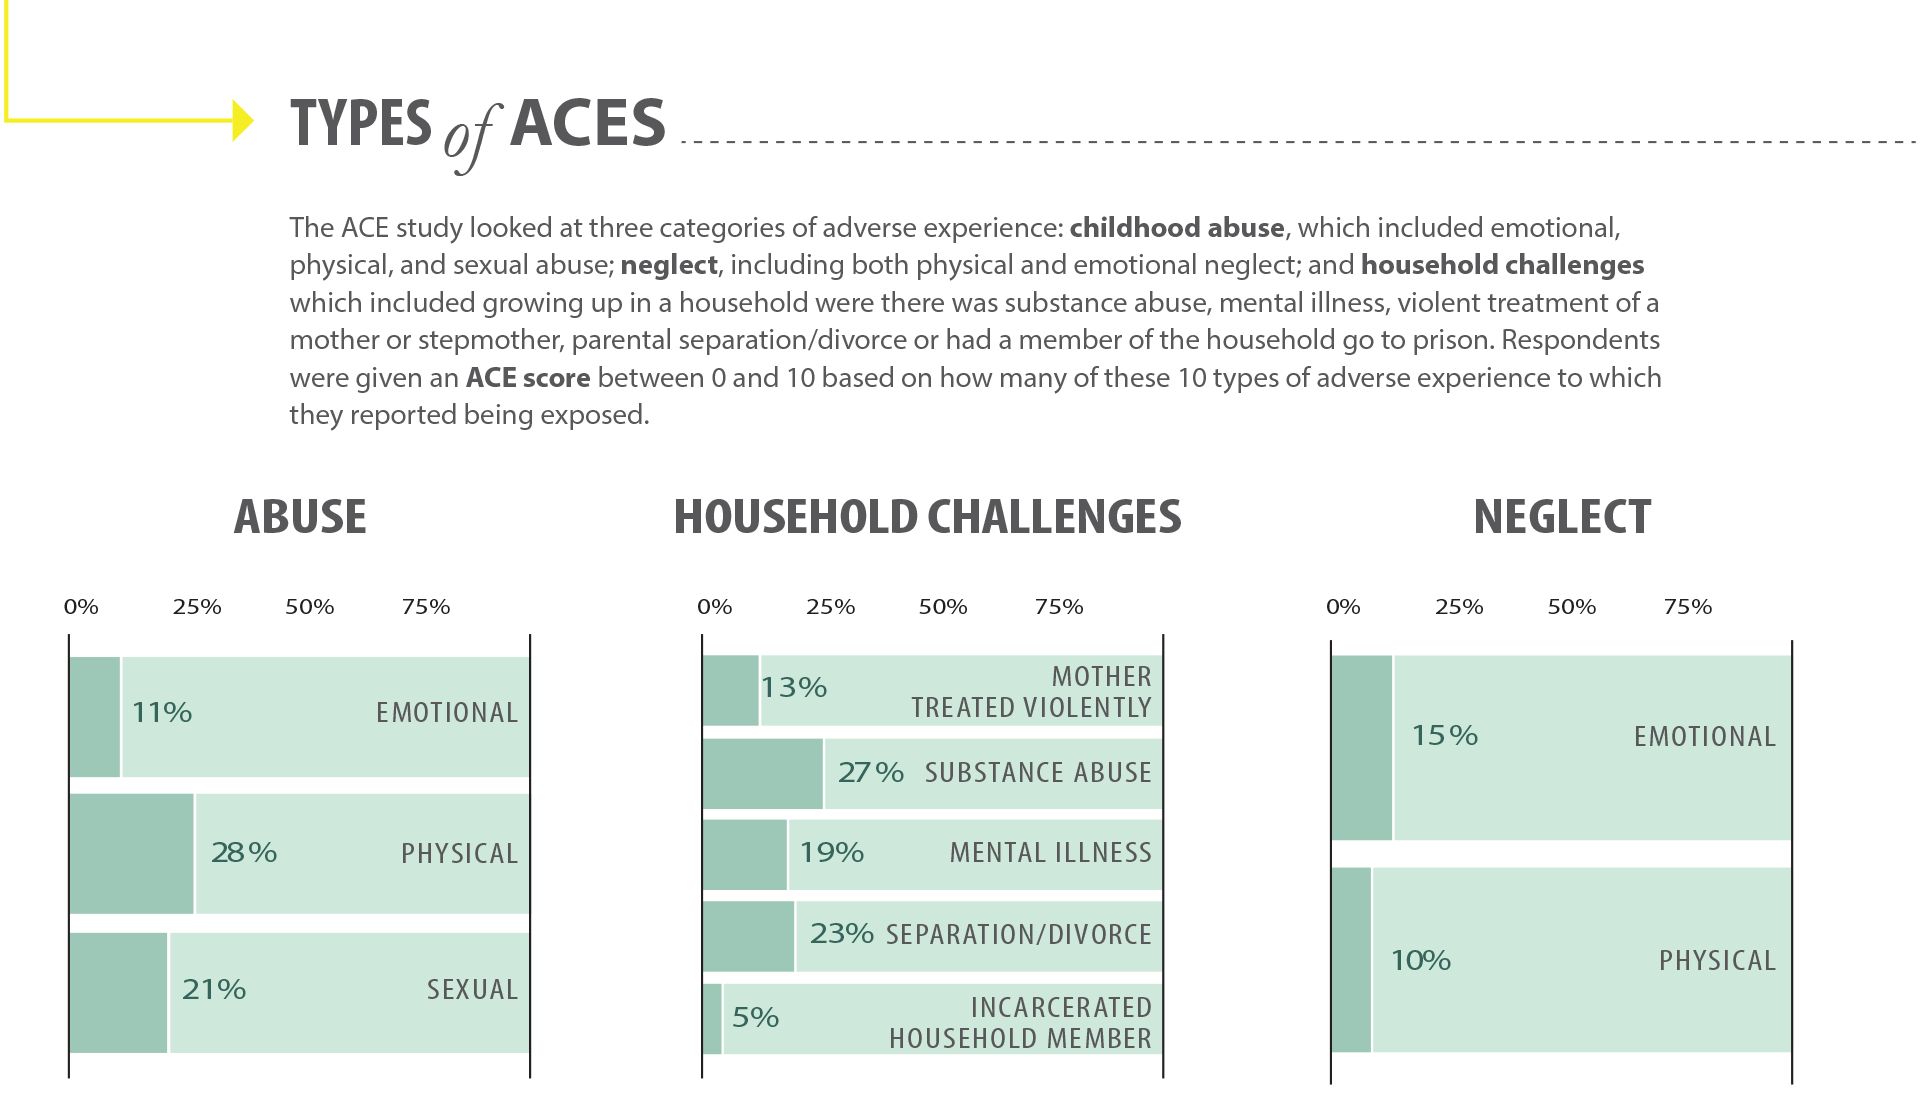 TYPES of ACES
The ACE study looked at three categories of adverse experience: childhood abuse, which included emotional,
physical, and sexual abuse; neglect, including both physical and emotional neglect; and household challenges
which included growing up in a household were there was substance abuse, mental illness, violent treatment of a
mother or stepmother, parental separation/divorce or had a member of the household go to prison. Respondents
were given an ACE score between 0 and 10 based on how many of these 10 types of adverse experience to which
they reported being exposed.
ABUSE
0% 25% 50% 75%
11% EMOTIONAL
28% PHYSICAL
21% SEXUAL
HOUSEHOLD CHALLENGES
0% 25% 50% 75%
13% MOTHER
TREATED VIOLENTLY
27% SUBSTANCE ABUSE
19% MENTAL ILLNESS
23% SEPARATION/DIVORCE
5% INCARCERATED
HOUSEHOLD MEMBER
NEGLECT
0% 25% 50% 75%
15% EMOTIONAL
10% PHYSICAL